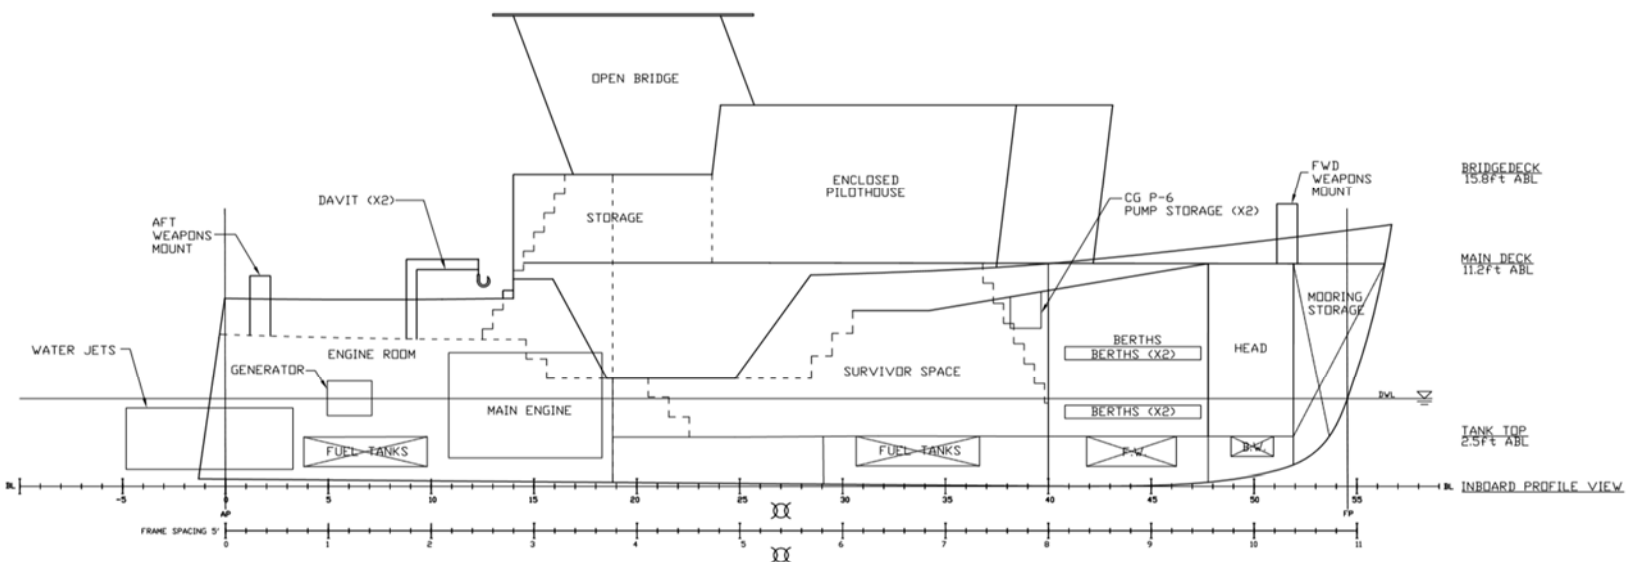 OPEN BRIDGE
BRIDGEDECK
15.8ft ABL
FWD
WEAPONS
MOUNT
ENCLOSED
PILOTHOUSE
DAVIT (X2)
STORAGE
CG P-6
PUMP STORAGE (X2)
AFT
WEAPONS
MOUNT
MAIN DECK
11.2ft ABL
MOORING
STORAGE
WATER JETS
ENGINE ROOM
BERTHS
BERTHS (X2)
HEAD
GENERATOR
SURVIVOR SPACE
MAIN ENGINE
BERTHS (X2)
DWL
TANK TOP
2.5ft ABL
FUEL TANKS
FUEL TANKS
F.W.
B.W.
BL
BL
INBOARD PROFILE VIEW
-5 0 5 10 15 20 25 30 35 40 45 50 55
AP
FP
FRAME SPACING 5'
0 1 2 3 4 5 6 7 8 9 10 11